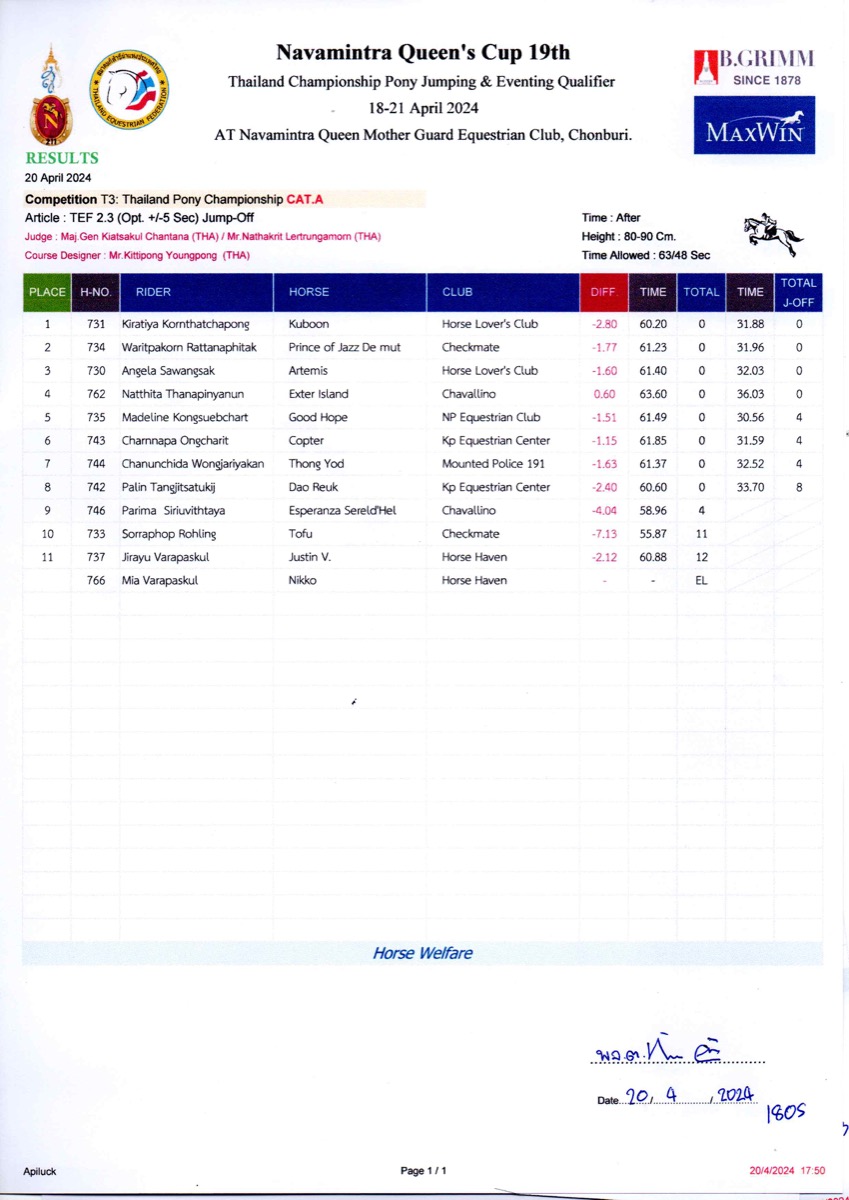 Navamintra Queen's Cup 19th
Thailand Championship Pony Jumping & Eventing Qualifier
18-21 April 2024
AT Navamintra Queen Mother Guard Equestrian Club, Chonburi.
B.GRIMM
SINCE 1878
MAXWIN
THAILAND EQUESTRIAN FEDERATION
RESULTS
20 April 2024
Competition T3: Thailand Pony Championship CAT.A
Article : TEF 2.3 (Opt. +/-5 Sec) Jump-Off Time : After
Judge : Maj.Gen Kiatsakul Chantana (THA) / Mr.Nathakrit Lertrungamorn (THA) Height : 80-90 Cm.
Course Designer : Mr.Kittipong Youngpong (THA) Time Allowed : 63/48 Sec
PLACE H-NO. RIDER HORSE CLUB DIFF. TIME TOTAL TIME TOTAL J-OFF
1 731 Kiratiya Kornthatchapong Kuboon Horse Lover's Club -2.80 60.20 0 31.88 0
2 734 Waritpakorn Rattanaphitak Prince of Jazz De mut Checkmate -1.77 61.23 0 31.96 0
3 730 Angela Sawangsak Artemis Horse Lover's Club -1.60 61.40 0 32.03 0
4 762 Natthita Thanapinyanun Exter Island Chavallino 0.60 63.60 0 36.03 0
5 735 Madeline Kongsuebchart Good Hope NP Equestrian Club -1.51 61.49 0 30.56 4
6 743 Charnnapa Ongcharit Copter Kp Equestrian Center -1.15 61.85 0 31.59 4
7 744 Chanunchida Wongjariyakan Thong Yod Mounted Police 191 -1.63 61.37 0 32.52 4
8 742 Palin Tangjitsatukij Dao Reuk Kp Equestrian Center -2.40 60.60 0 33.70 8
9 746 Parima Siriuvithtaya Esperanza Sereld'Hel Chavallino -4.04 58.96 4
10 733 Sorraphop Rohling Tofu Checkmate -7.13 55.87 11
11 737 Jirayu Varapaskul Justin V. Horse Haven -2.12 60.88 12
766 Mia Varapaskul Nikko Horse Haven - - EL
Horse Welfare
Date 20/ 4 / 2024
1805
Apiluck Page 1 / 1 20/4/2024 17:50